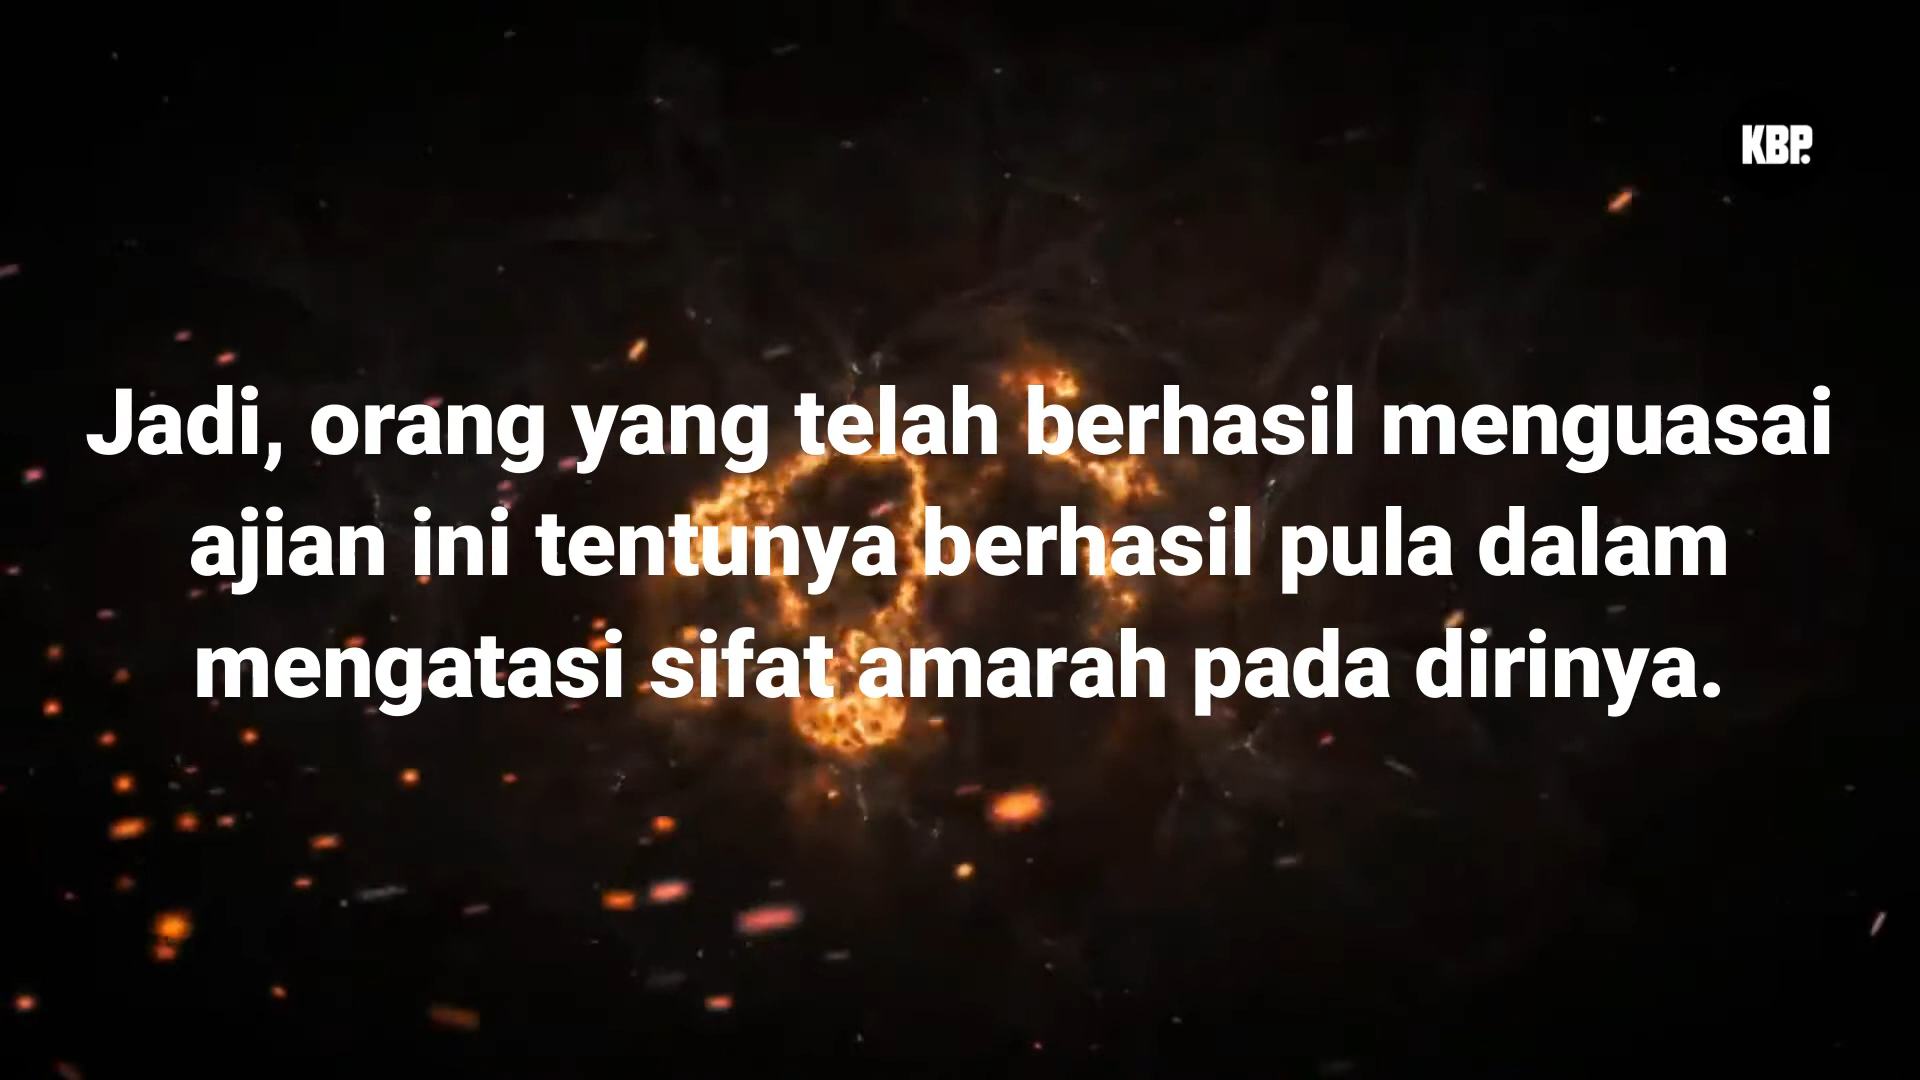 KBP.
Jadi, orang yang telah berhasil menguasai
ajian ini tentunya berhasil pula dalam
mengatasi sifat amarah pada dirinya.